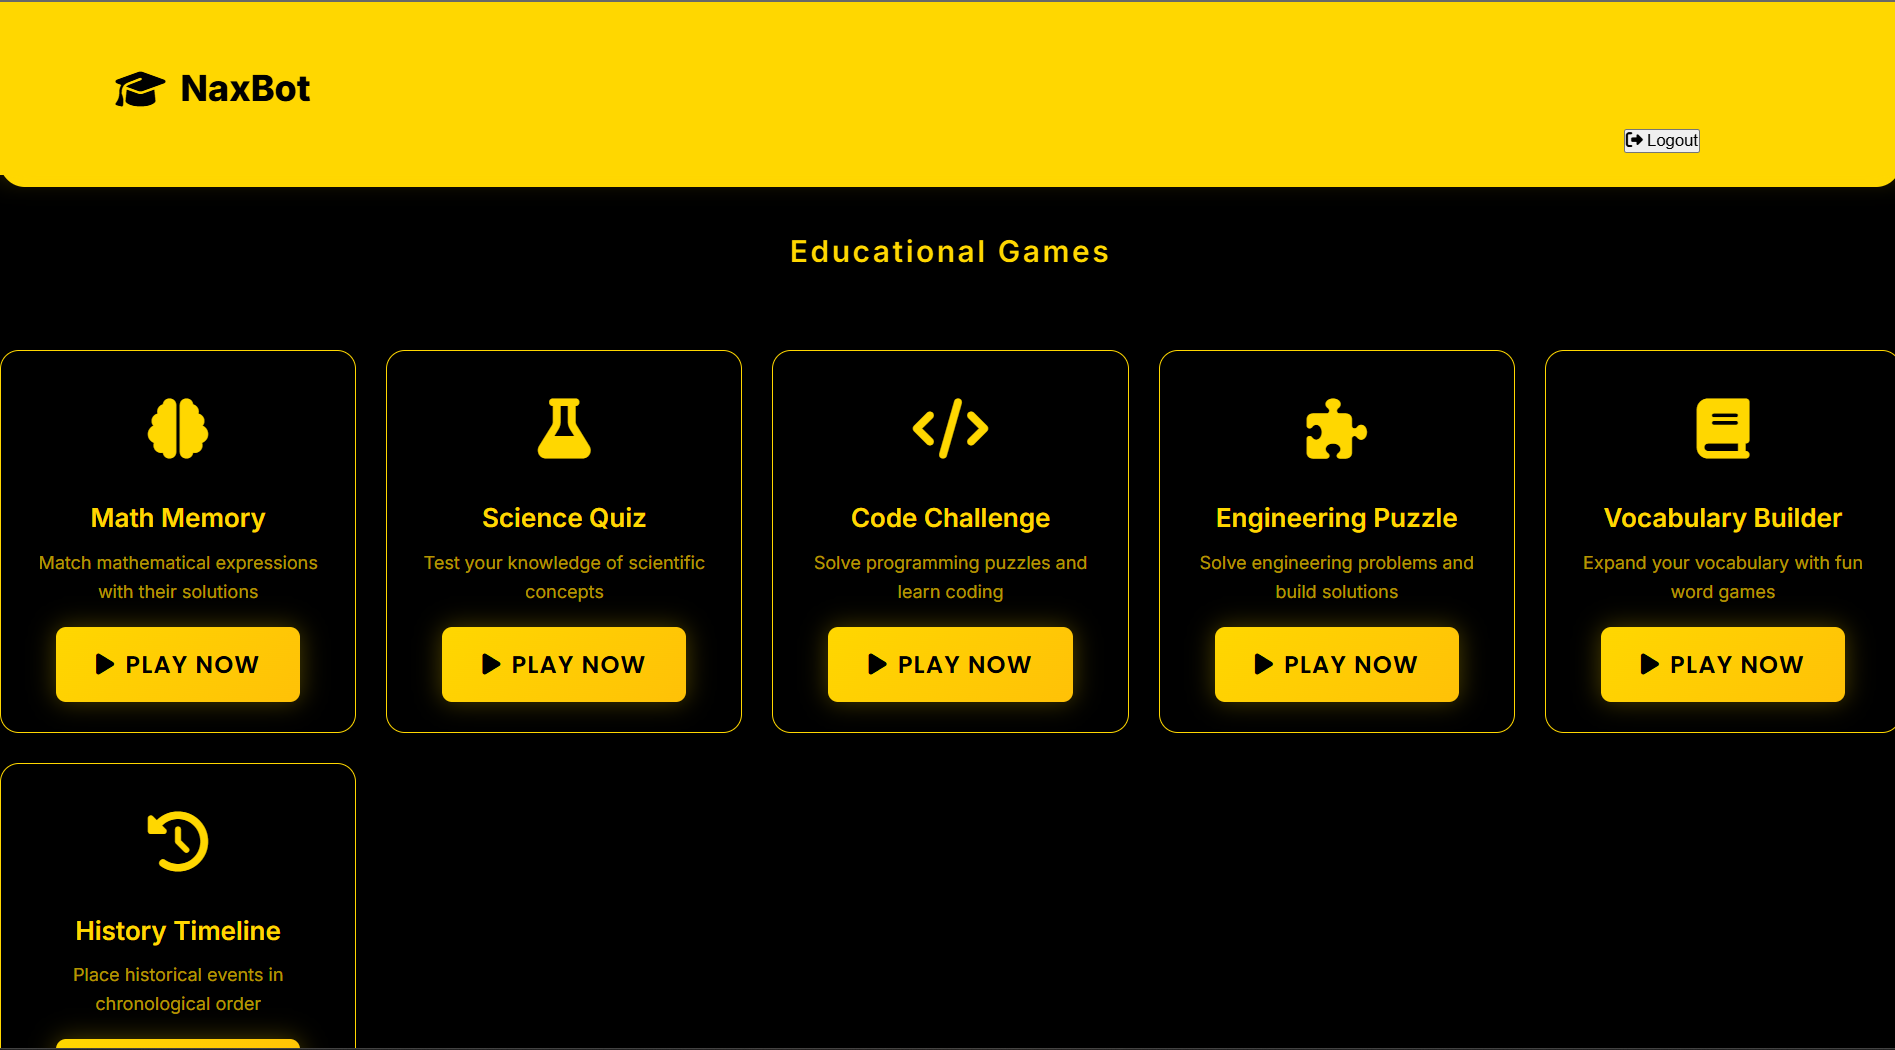 NaxBot
Logout
Educational Games
Math Memory
Match mathematical expressions
with their solutions
PLAY NOW
Science Quiz
Test your knowledge of scientific
concepts
PLAY NOW
Code Challenge
Solve programming puzzles and
learn coding
PLAY NOW
Engineering Puzzle
Solve engineering problems and
build solutions
PLAY NOW
Vocabulary Builder
Expand your vocabulary with fun
word games
PLAY NOW
History Timeline
Place historical events in
chronological order